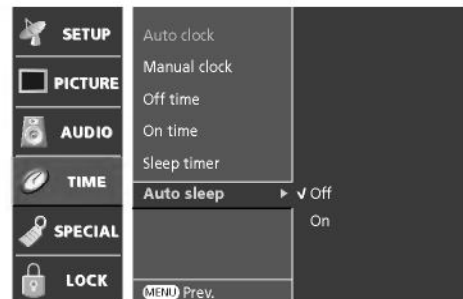 SETUP
PICTURE
AUDIO
TIME
SPECIAL
LOCK
Auto clock
Manual clock
Off time
On time
Sleep timer
Auto sleep
Off
On
MENU Prev.